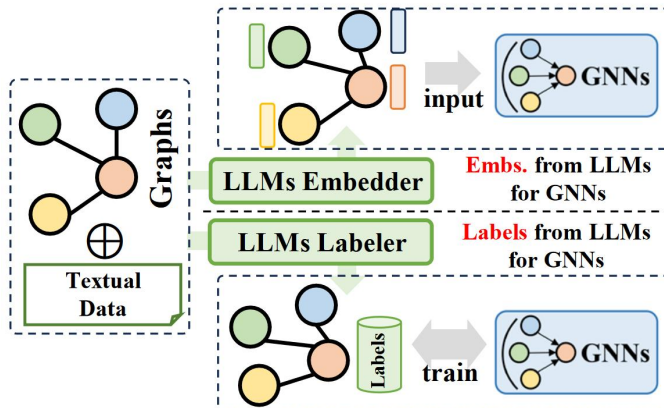 Graphs
Textual
Data
input
GNNs
LLMs Embedder
Embs. from LLMs
for GNNs
LLMs Labeler
Labels from LLMs
for GNNs
Labels
train
GNNs